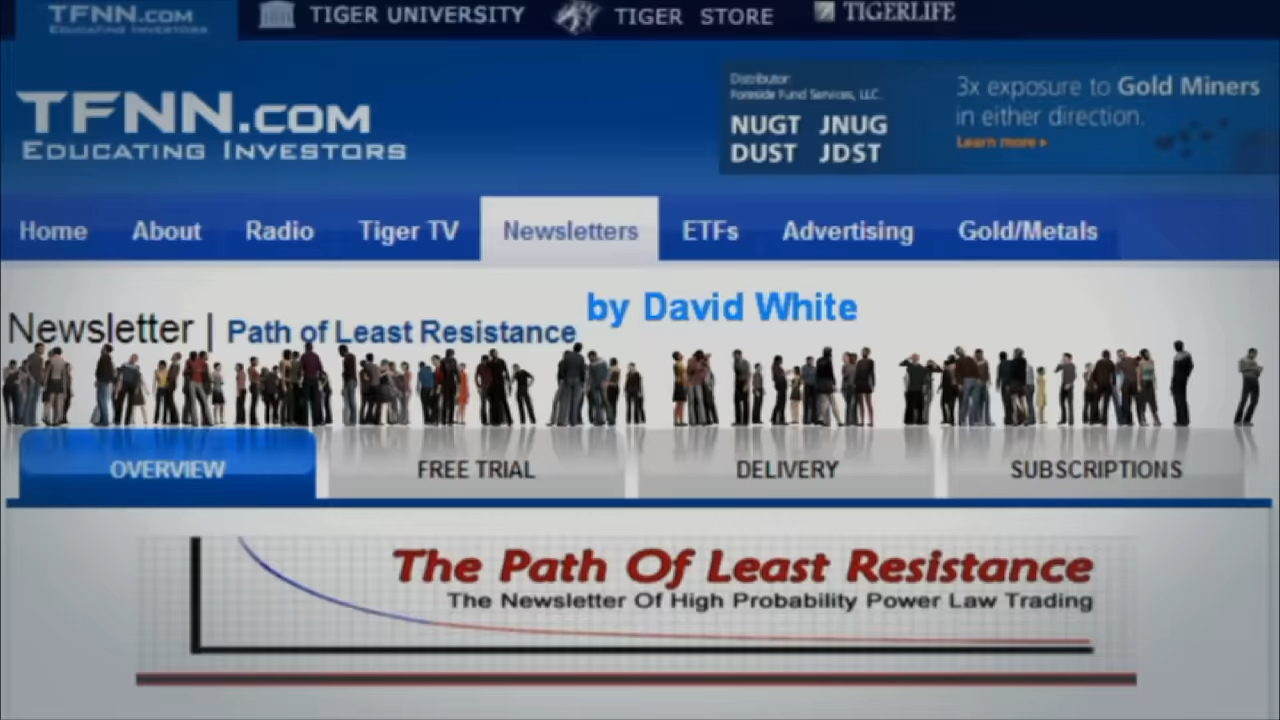 TFNN.COM
EDUCATING INVESTORS
TIGER UNIVERSITY
TIGER STORE
TIGERLIFE
TFNN.COM
EDUCATING INVESTORS
Distributor:
Foreside Fund Services, LLC.
NUGT JNUG
DUST JDST
3x exposure to Gold Miners
in either direction.
Learn more
Home About Radio Tiger TV Newsletters ETFs Advertising Gold/Metals
by David White
Newsletter | Path of Least Resistance
OVERVIEW FREE TRIAL DELIVERY SUBSCRIPTIONS
The Path Of Least Resistance
The Newsletter Of High Probability Power Law Trading